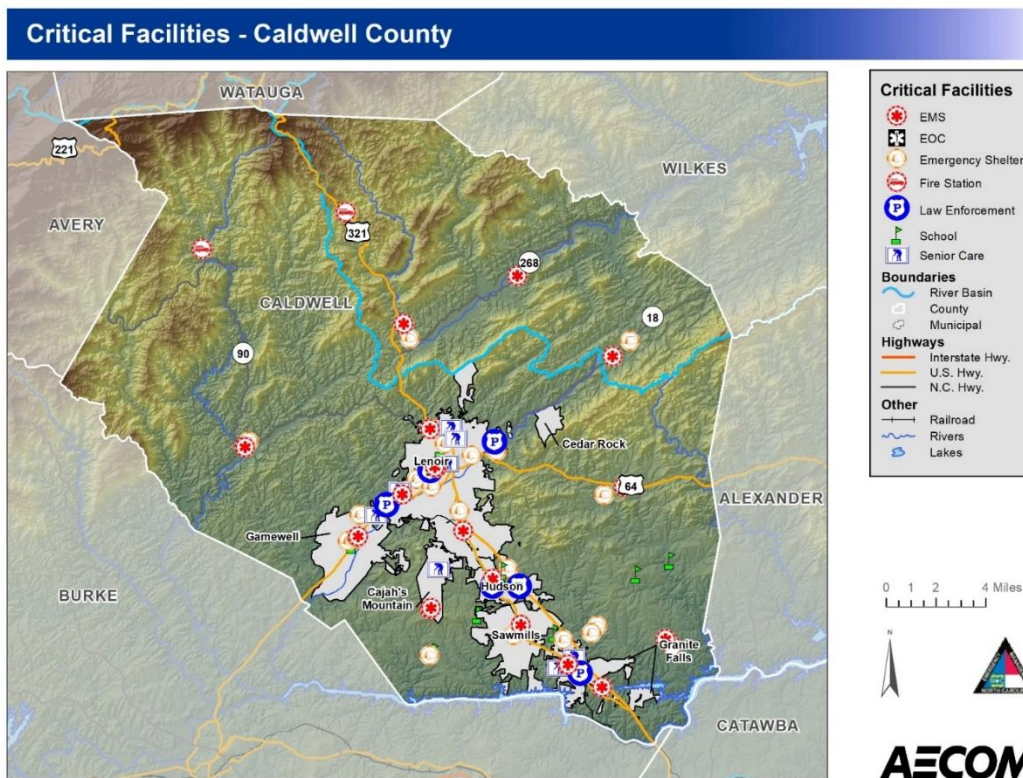 Critical Facilities - Caldwell County
WATAUGA
221
WILKES
AVERY
321
268
CALDWELL
18
90
Cedar Rock
Lenoir
64
ALEXANDER
Gamewell
BURKE
Cajah's
Mountain
Hudson
Sawmills
Granite
Falls
CATAWBA
Critical Facilities
EMS
EOC
Emergency Shelter
Fire Station
P
Law Enforcement
School
Senior Care
Boundaries
River Basin
County
Municipal
Highways
Interstate Hwy.
U.S. Hwy.
N.C. Hwy.
Other
Railroad
Rivers
Lakes
0 2 4 Miles
N
NORTH CAROLINA
AECOM